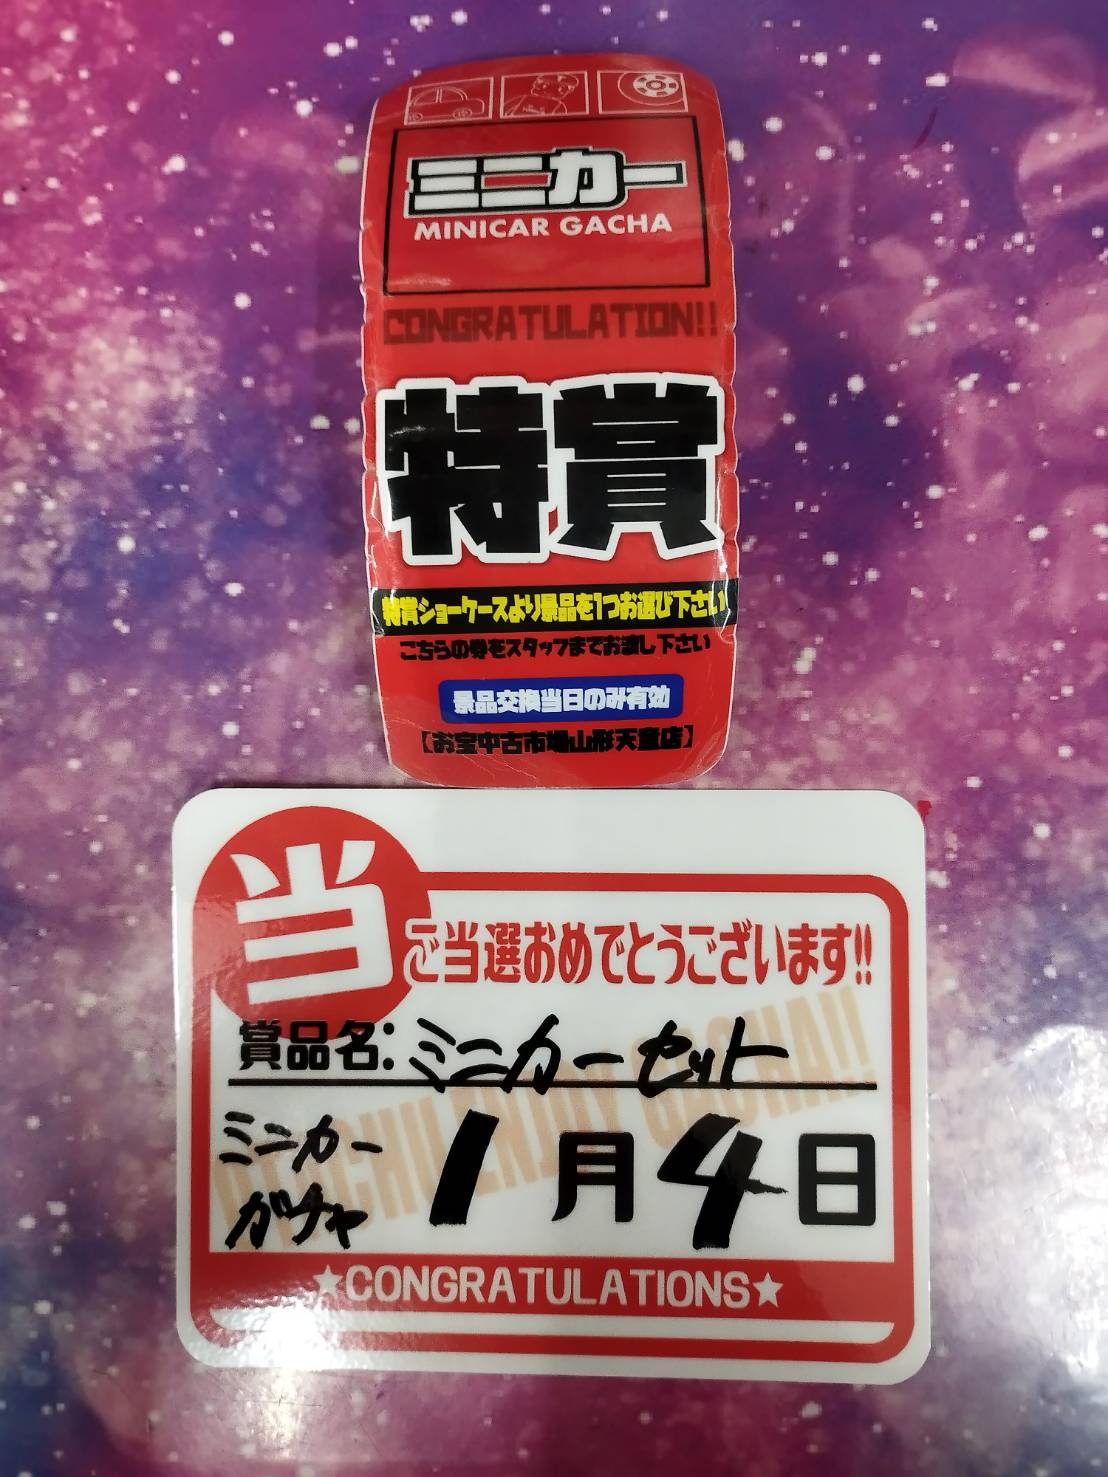 ミニカー
MINICAR GACHA
CONGRATULATION!!
特賞
特賞ショーケースより景品を1つお選び下さい
こちらの券をスタッフまでお渡し下さい
景品交換当日のみ有効
【お宝中古市場山形天童店】
当
ご当選おめでとうございます!!
賞品名:ミニカーセット
ミニカー
ガチャ
1月4日
★CONGRATULATIONS★